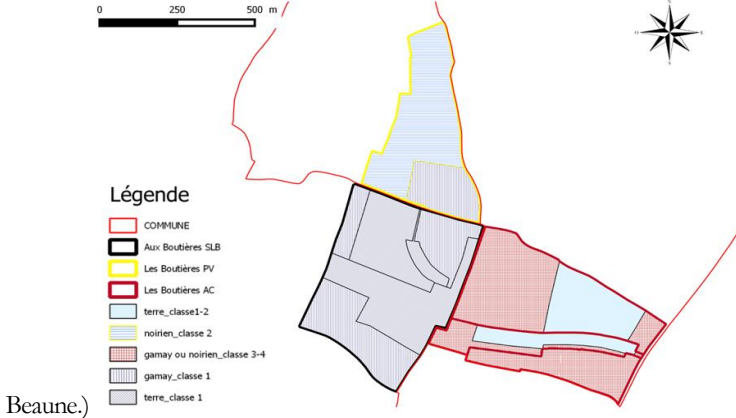 0 250 500 m
Légende
COMMUNE
Aux Boutières SLB
Les Boutières PV
Les Boutières AC
terre_classe1-2
noirien_classe 2
gamay ou noirien_classe 3-4
gamay_classe 1
terre_classe 1
Beaune.)